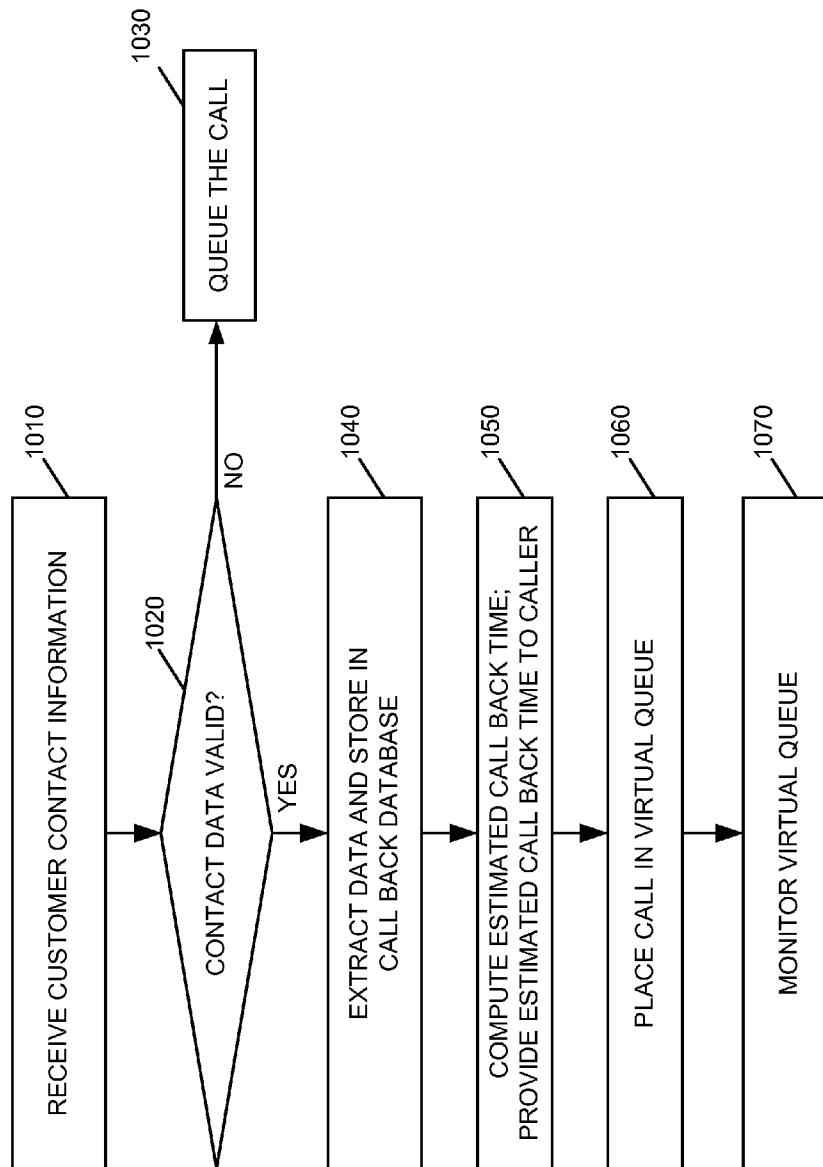 RECEIVE CUSTOMER CONTACT INFORMATION
1010
CONTACT DATA VALID?
1020
NO
QUEUE THE CALL
1030
YES
EXTRACT DATA AND STORE IN
CALL BACK DATABASE
1040
COMPUTE ESTIMATED CALL BACK TIME;
PROVIDE ESTIMATED CALL BACK TIME TO CALLER
1050
PLACE CALL IN VIRTUAL QUEUE
1060
MONITOR VIRTUAL QUEUE
1070